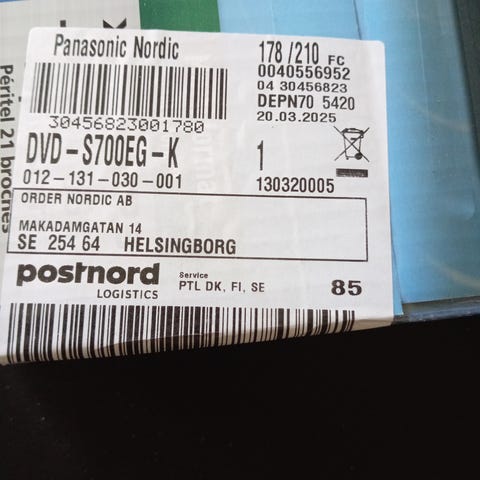 Péritel 21 broches
Panasonic Nordic
178 /210 FC
0040556952
04 30456823
DEPN70 5420
20.03.2025
30456823001780
DVD-S700EG-K
1
012-131-030-001
130320005
ORDER NORDIC AB
MAKADAMGATAN 14
SE 254 64 HELSINGBORG
postnord
LOGISTICS
Service
PTL DK, FI, SE
85